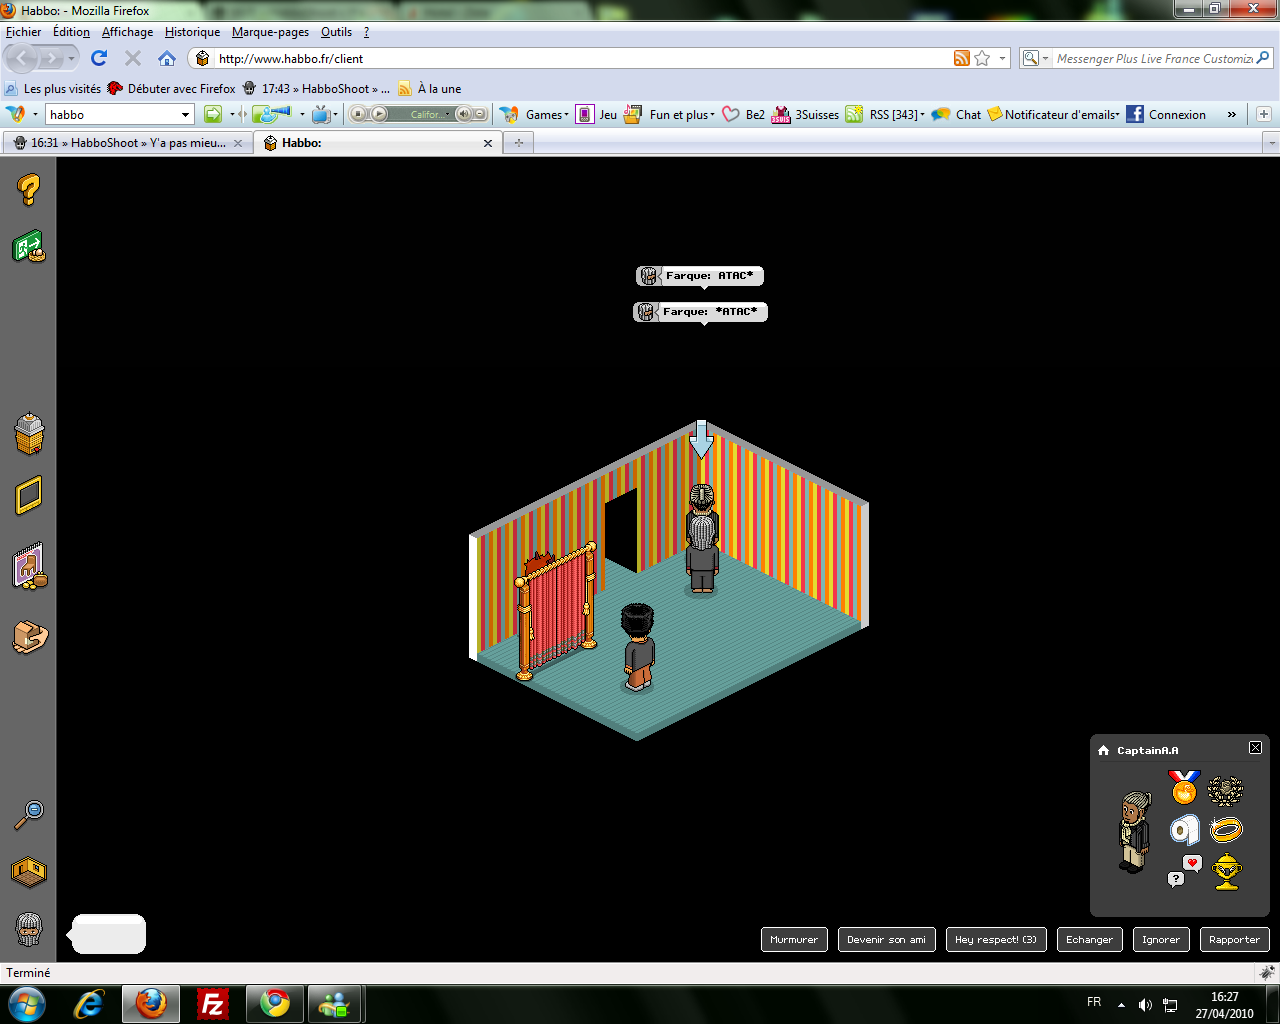 Habbo: - Mozilla Firefox
Fichier Édition Affichage Historique Marque-pages Outils ?
http://www.habbo.fr/client
Messenger Plus Live France Customiz
Les plus visités Débuter avec Firefox 17:43 » HabboShoot » ... À la une
habbo Califor... Games Jeu Fun et plus Be2 3Suisses RSS [343] Chat Notificateur d'emails Connexion »
16:31 » HabboShoot » Y'a pas mieu... Habbo:
Farque: ATAC*
Farque: *ATAC*
CaptainA.A
Murmurer Devenir son ami Hey respect! (3) Echanger Ignorer Rapporter
Terminé
FR 16:27
27/04/2010